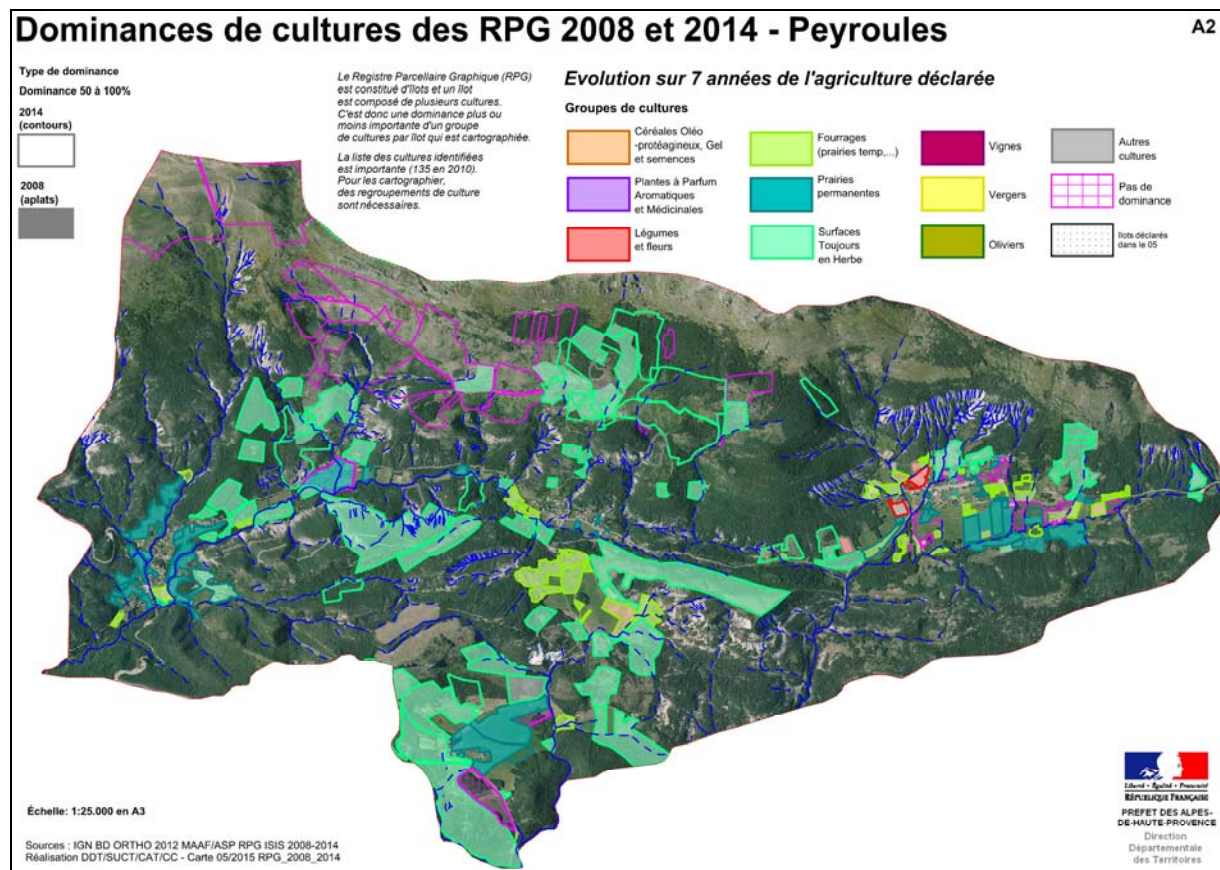 Dominances de cultures des RPG 2008 et 2014 - Peyroules
A2
Type de dominance
Dominance 50 à 100%
2014
(contours)
2008
(aplats)
Le Registre Parcellaire Graphique (RPG)
est constitué d'îlots et un îlot
est composé de plusieurs cultures.
C'est donc une dominance plus ou
moins importante d'un groupe
de cultures par îlot qui est cartographiée.
La liste des cultures identifiées
est importante (135 en 2010).
Pour les cartographier,
des regroupements de culture
sont nécessaires.
Evolution sur 7 années de l'agriculture déclarée
Groupes de cultures
Céréales Oléo
-protéagineux, Gel
et semences
Plantes à Parfum
Aromatiques
et Médicinales
Légumes
et fleurs
Fourrages
(prairies temp,...)
Prairies
permanentes
Surfaces
Toujours
en Herbe
Vignes
Vergers
Oliviers
Autres
cultures
Pas de
dominance
Ilots déclarés
dans le 05
Échelle: 1:25.000 en A3
Sources : IGN BD ORTHO 2012 MAAF/ASP RPG ISIS 2008-2014
Réalisation DDT/SUCT/CAT/CC - Carte 05/2015 RPG_2008_2014
Liberté • Égalité • Fraternité
RÉPUBLIQUE FRANÇAISE
PREFET DES ALPES-
DE-HAUTE-PROVENCE
Direction
Départementale
des Territoires